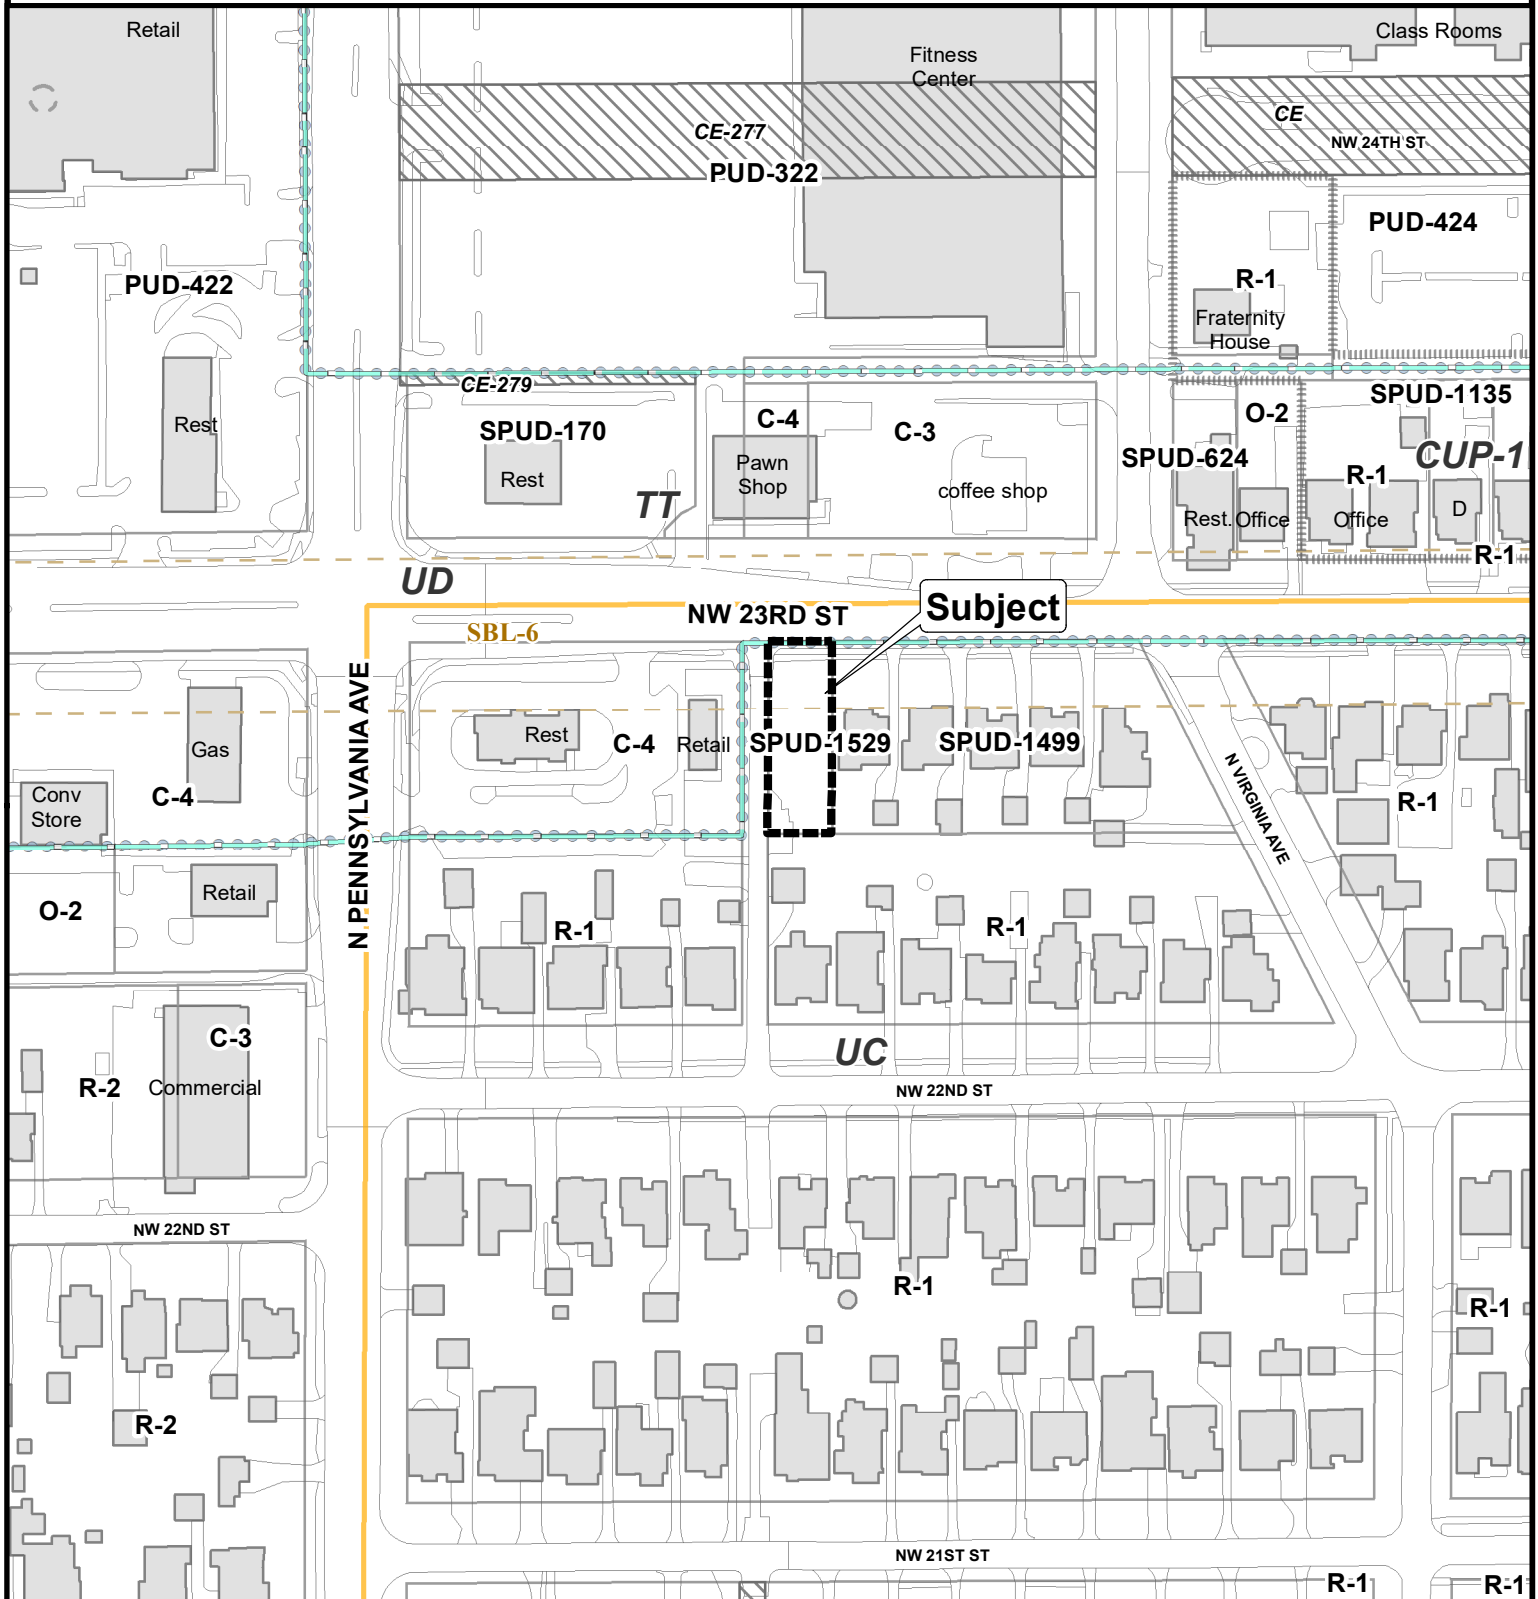 Retail
Class Rooms
Fitness
Center
CE
CE-277
NW 24TH ST
PUD-322
PUD-424
R-1
PUD-422
Fraternity
House
CE-279
SPUD-1135
O-2
C-4
C-3
Rest
SPUD-170
SPUD-624
CUP-1
Pawn
Shop
Rest
R-1
coffee shop
TT
Rest.
Office
Office
D
R-1
UD
Subject
NW 23RD ST
SBL-6
N PENNSYLVANIA AVE
Gas
Rest
C-4
Retail
SPUD-1529
SPUD-1499
N VIRGINIA AVE
Conv
Store
C-4
R-1
Retail
O-2
R-1
R-1
C-3
UC
R-2
Commercial
NW 22ND ST
NW 22ND ST
R-1
R-1
R-2
NW 21ST ST
R-1
R-1